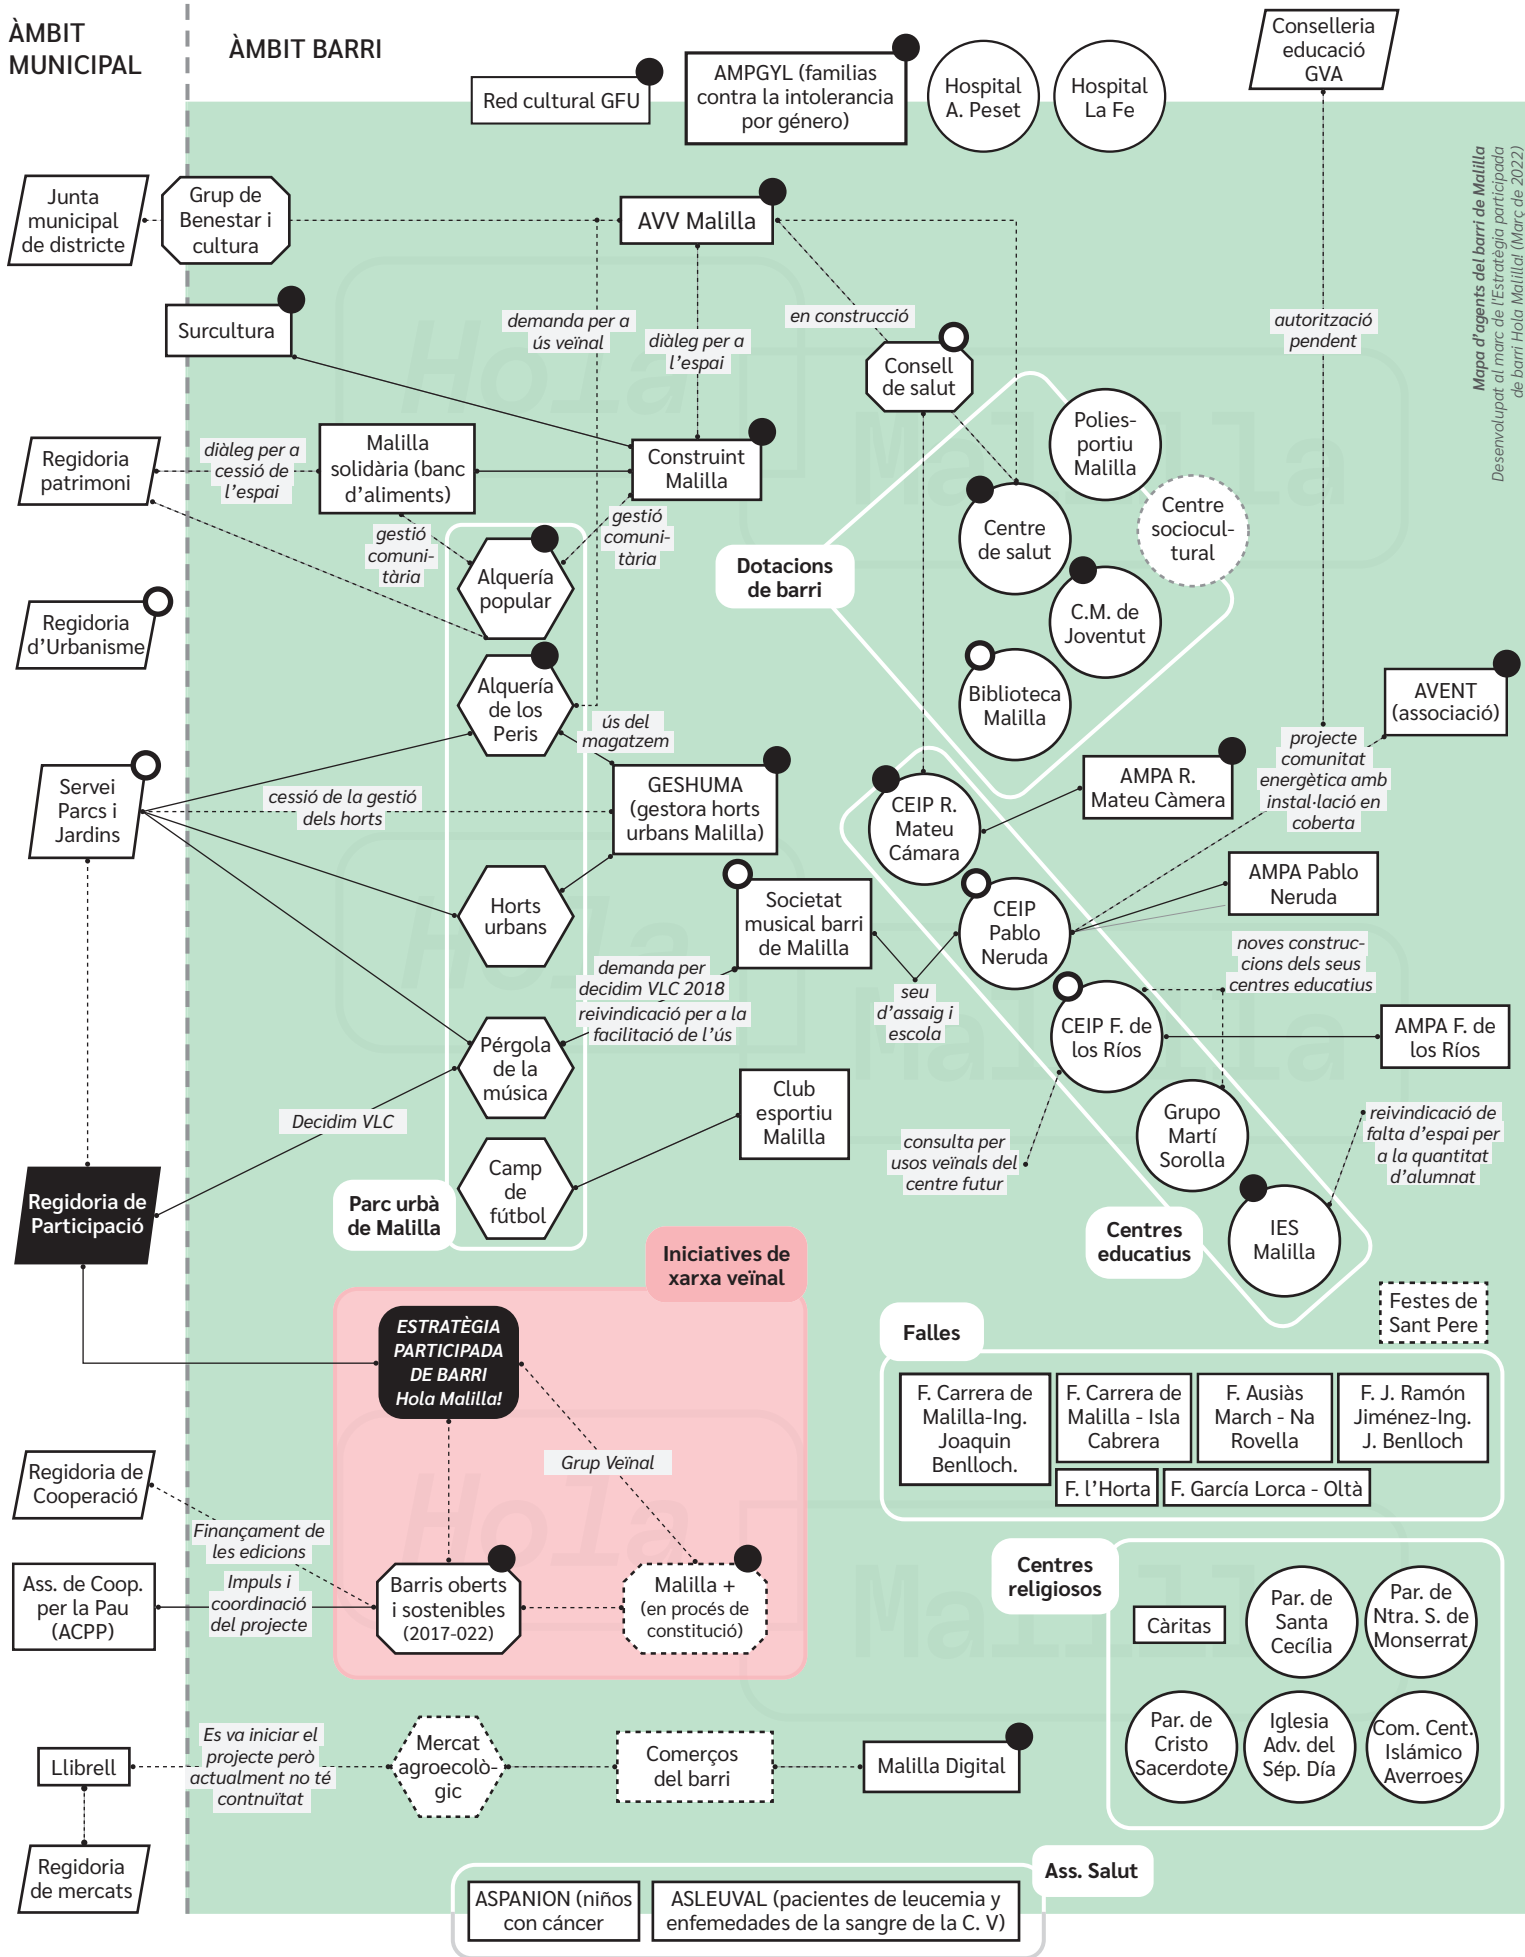 ÀMBIT
MUNICIPAL
ÀMBIT BARRI
Red cultural GFU
AMPGYL (familias
contra la intolerancia
por género)
Hospital
A. Peset
Hospital
La Fe
Conselleria
educació
GVA
Mapa d'agents del barri de Malilla
Desenvolupat al marc de l'Estratègia participada
de barri Hola Malilla! (Març de 2022)
Junta
municipal
de districte
Grup de
Benestar i
cultura
AVV Malilla
Surcultura
demanda per a
ús veïnal
diàleg per a
l'espai
en construcció
autorització
pendent
Consell
de salut
Regidoria
patrimoni
diàleg per a
cessió de
l'espai
Malilla
solidària (banc
d'aliments)
Construint
Malilla
Polies-
portiu
Malilla
Centre
sociocul-
tural
Centre
de salut
gestió
comuni-
tària
gestió
comuni-
tària
Alquería
popular
Dotacions
de barri
C.M. de
Joventut
Regidoria
d'Urbanisme
Alquería
de los
Peris
Biblioteca
Malilla
AVENT
(associació)
ús del
magatzem
projecte
comunitat
energètica amb
instal·lació en
coberta
Servei
Parcs i
Jardins
cessió de la gestió
dels horts
GESHUMA
(gestora horts
urbans Malilla)
CEIP R.
Mateu
Cámara
AMPA R.
Mateu Càmera
Horts
urbans
Societat
musical barri
de Malilla
CEIP
Pablo
Neruda
AMPA Pablo
Neruda
demanda per
decidim VLC 2018
reivindicació per a la
facilitació de l'ús
seu
d'assaig i
escola
noves construc-
cions dels seus
centres educatius
Pérgola
de la
música
CEIP F. de
los Ríos
AMPA F. de
los Ríos
Decidim VLC
Club
esportiu
Malilla
consulta per
usos veïnals del
centre futur
Grupo
Martí
Sorolla
reivindicació de
falta d'espai per
a la quantitat
d'alumnat
Regidoria de
Participació
Parc urbà
de Malilla
Camp
de
fútbol
Centres
educatius
IES
Malilla
Iniciatives de
xarxa veïnal
Festes de
Sant Pere
ESTRATÈGIA
PARTICIPADA
DE BARRI
Hola Malilla!
Falles
F. Carrera de
Malilla-Ing.
Joaquin
Benlloch.
F. Carrera de
Malilla - Isla
Cabrera
F. Ausiàs
March - Na
Rovella
F. J. Ramón
Jiménez-Ing.
J. Benlloch
F. l'Horta
F. García Lorca - Oltà
Grup Veïnal
Regidoria de
Cooperació
Finançament de
les edicions
Ass. de Coop.
per la Pau
(ACPP)
Impuls i
coordinació
del projecte
Barris oberts
i sostenibles
(2017-022)
Malilla +
(en procés de
constitució)
Centres
religiosos
Càritas
Par. de
Santa
Cecília
Par. de
Ntra. S. de
Monserrat
Par. de
Cristo
Sacerdote
Iglesia
Adv. del
Sép. Día
Com. Cent.
Islámico
Averroes
Llibrell
Es va iniciar el
projecte però
actualment no té
contnuïtat
Mercat
agroecolò-
gic
Comerços
del barri
Malilla Digital
Regidoria
de mercats
Ass. Salut
ASPANION (niños
con cáncer
ASLEUVAL (pacientes de leucemia y
enfemedades de la sangre de la C. V)
Hola
Malilla
Hola
Malilla
Hola
Malilla